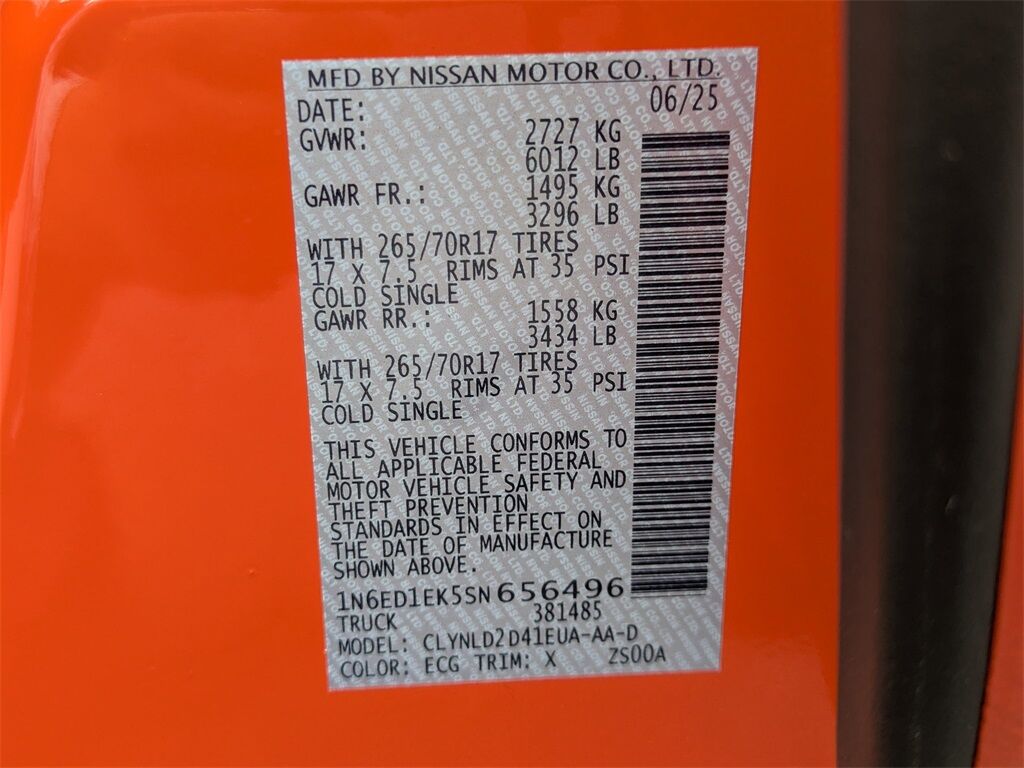 MFD BY NISSAN MOTOR CO., LTD.
DATE: 06/25
GVWR: 2727 KG
6012 LB
GAWR FR.: 1495 KG
3296 LB
WITH 265/70R17 TIRES
17 X 7.5 RIMS AT 35 PSI
COLD SINGLE
GAWR RR.: 1558 KG
3434 LB
WITH 265/70R17 TIRES
17 X 7.5 RIMS AT 35 PSI
COLD SINGLE
THIS VEHICLE CONFORMS TO
ALL APPLICABLE FEDERAL
MOTOR VEHICLE SAFETY AND
THEFT PREVENTION
STANDARDS IN EFFECT ON
THE DATE OF MANUFACTURE
SHOWN ABOVE.
1N6ED1EK5SN656496
TRUCK 381485
MODEL: CLYNLD2D41EUA-AA-D
COLOR: ECG TRIM: X ZS00A